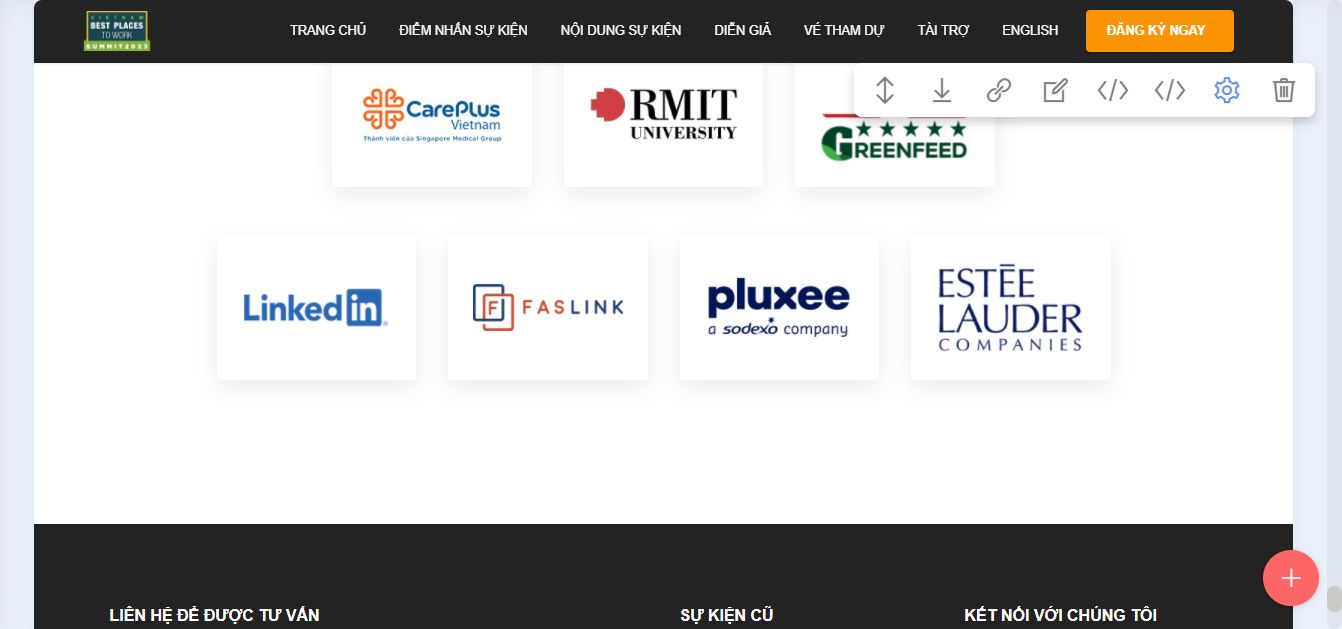 VIETNAM
BEST PLACES
TO WORK
SUMMIT2023
TRANG CHỦ
ĐIỂM NHẤN SỰ KIỆN
NỘI DUNG SỰ KIỆN
DIỄN GIẢ
VÉ THAM DỰ
TÀI TRỢ
ENGLISH
ĐĂNG KÝ NGAY
CarePlus
Vietnam
Thành viên của Singapore Medical Group
RMIT
UNIVERSITY
GREENFEED
Linked in
FASLINK
pluxee
a sodexo company
ESTĒE
LAUDER
COMPANIES
LIÊN HỆ ĐỂ ĐƯỢC TƯ VẤN
SỰ KIỆN CŨ
KẾT NỐI VỚI CHÚNG TÔI